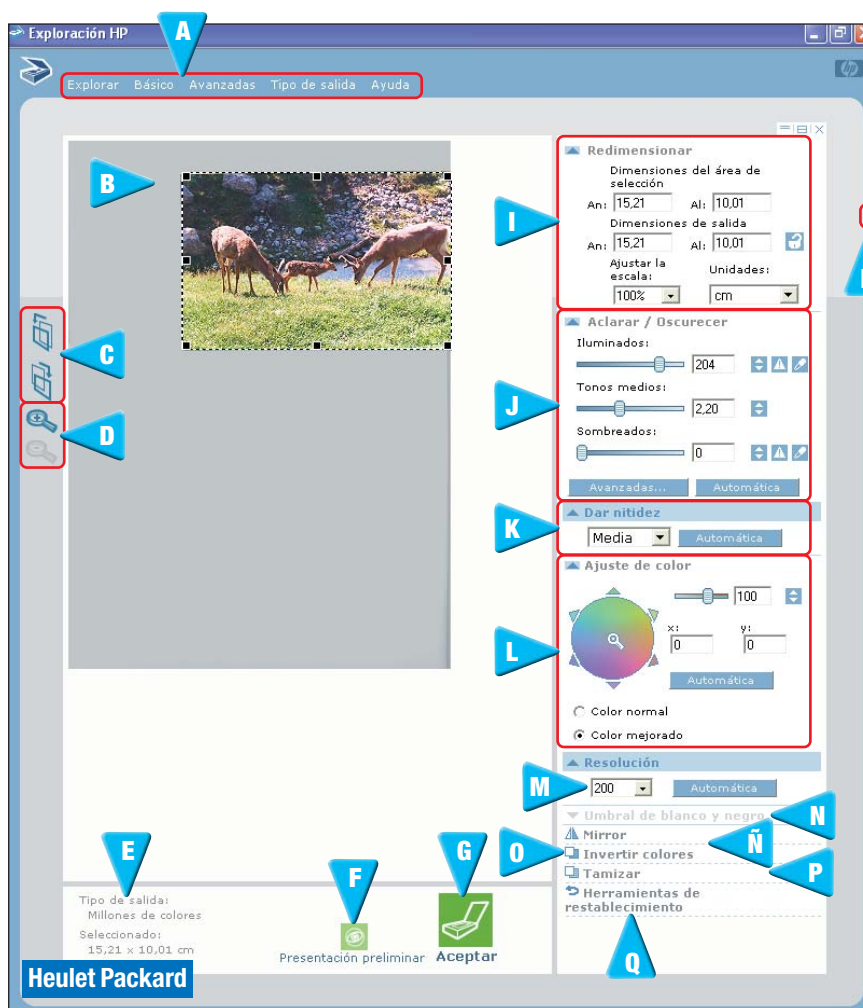 Exploración HP
A
Explorar Básico Avanzadas Tipo de salida Ayuda
hp
B
C
D
I
Redimensionar
Dimensiones del área de
selección
An: 15,21 Al: 10,01
Dimensiones de salida
An: 15,21 Al: 10,01
Ajustar la
escala:
Unidades:
100% cm
J
Aclarar / Oscurecer
Iluminados:
204
Tonos medios:
2,20
Sombreados:
0
Avanzadas... Automática
K
Dar nitidez
Media Automática
L
Ajuste de color
100
x: y:
0 0
Automática
Color normal
Color mejorado
Resolución
M
200 Automática
Umbral de blanco y negro
N
Mirror
Ñ
O
Invertir colores
Tamizar
P
Herramientas de
restablecimiento
Q
E
Tipo de salida:
Millones de colores
Seleccionado:
15,21 x 10,01 cm
F
Presentación preliminar
G
Aceptar
Heulet Packard